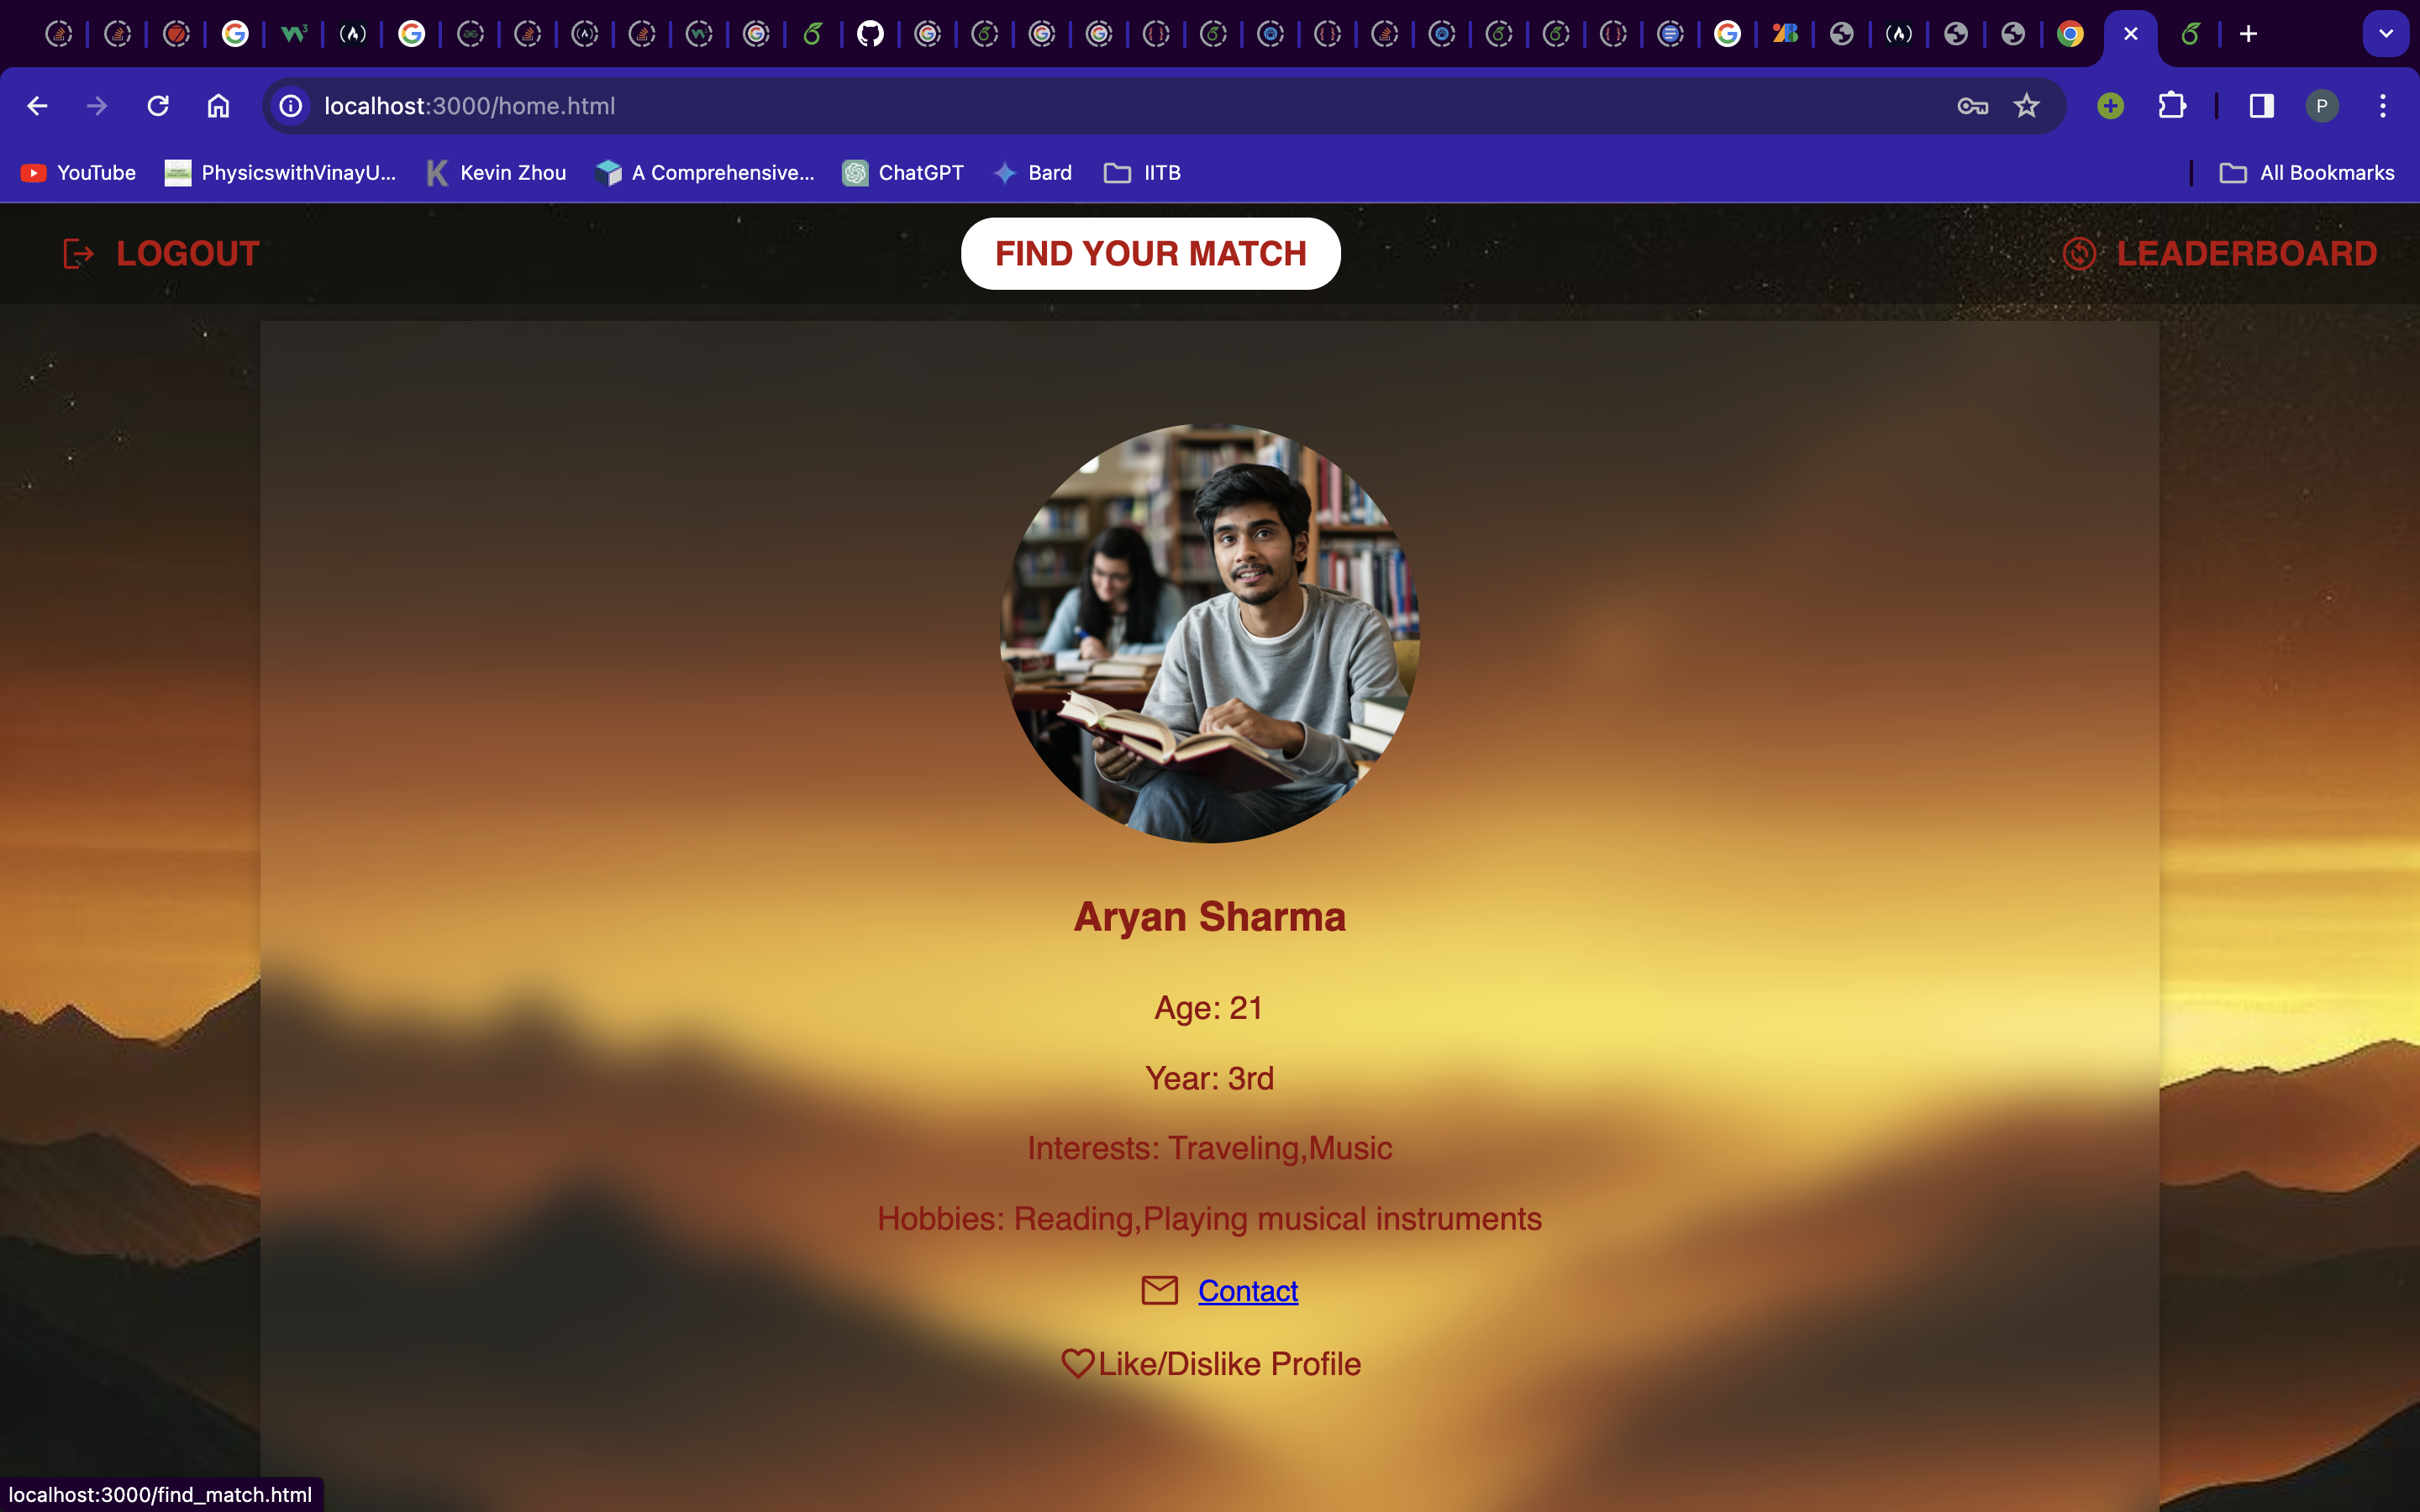 localhost:3000/home.html
P
YouTube PhysicswithVinayU... Kevin Zhou A Comprehensive... ChatGPT Bard IITB All Bookmarks
LOGOUT FIND YOUR MATCH LEADERBOARD
Aryan Sharma
Age: 21
Year: 3rd
Interests: Traveling,Music
Hobbies: Reading,Playing musical instruments
Contact
Like/Dislike Profile
localhost:3000/find_match.html